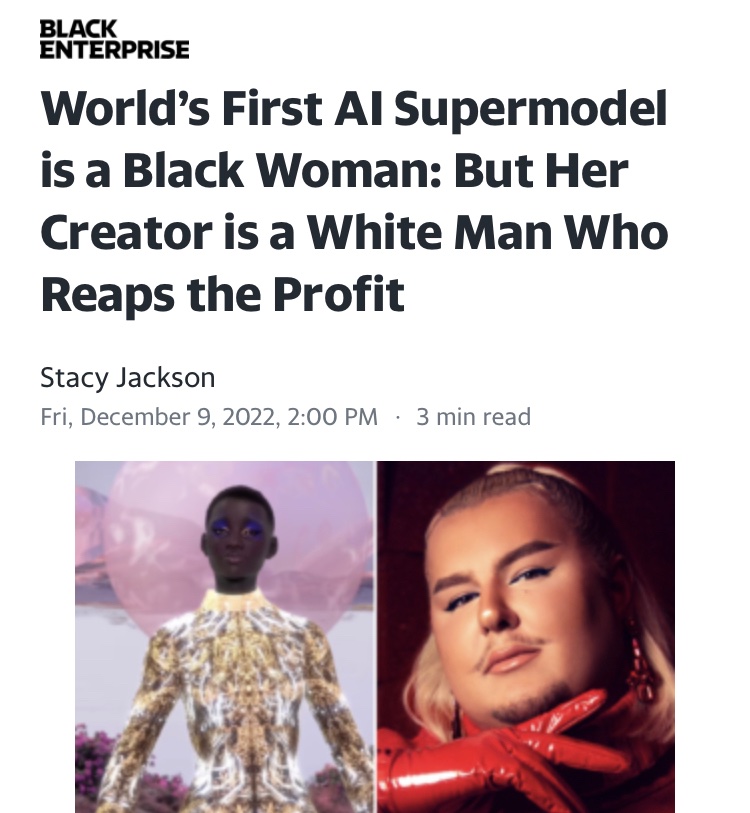 BLACK
ENTERPRISE
World’s First AI Supermodel
is a Black Woman: But Her
Creator is a White Man Who
Reaps the Profit
Stacy Jackson
Fri, December 9, 2022, 2:00 PM · 3 min read